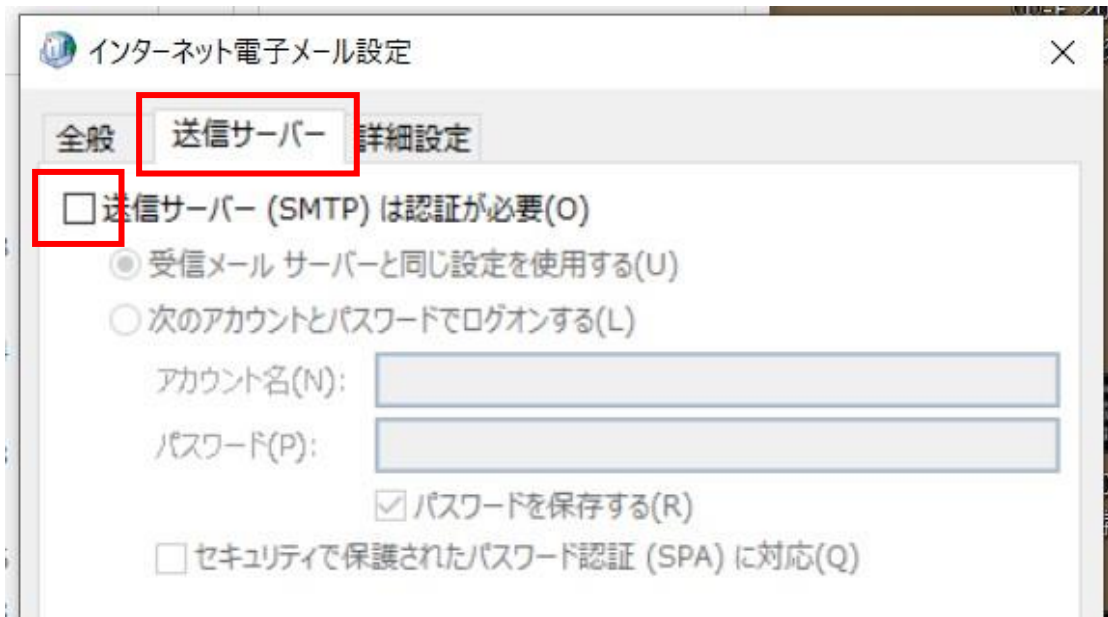 インターネット電子メール設定
全般 送信サーバー 詳細設定
送信サーバー (SMTP) は認証が必要(O)
受信メール サーバーと同じ設定を使用する(U)
次のアカウントとパスワードでログオンする(L)
アカウント名(N):
パスワード(P):
パスワードを保存する(R)
セキュリティで保護されたパスワード認証 (SPA) に対応(Q)